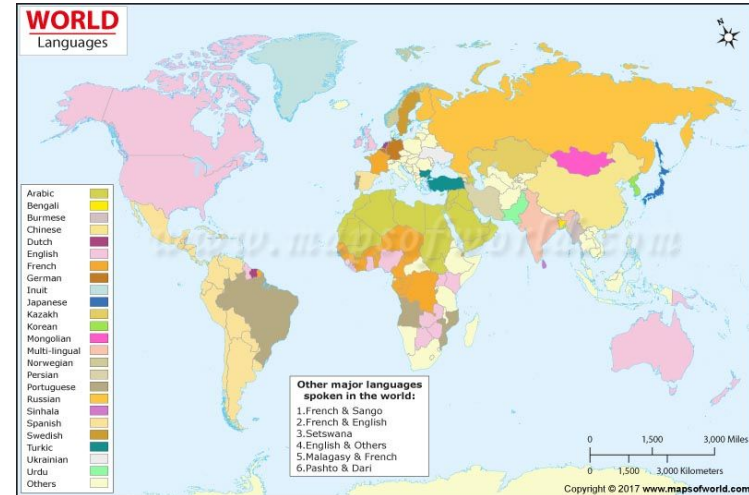 WORLD
Languages
N
www.mapsofworld.com
Arabic
Bengali
Burmese
Chinese
Dutch
English
French
German
Inuit
Japanese
Kazakh
Korean
Mongolian
Multi-lingual
Norwegian
Persian
Portuguese
Russian
Sinhala
Spanish
Swedish
Turkic
Ukrainian
Urdu
Others
Other major languages
spoken in the world:
1.French & Sango
2.French & English
3.Setswana
4.English & Others
5.Malagasy & French
6.Pashto & Dari
0 1,500 3,000 Miles
0 1,500 3,000 Kilometers
Copyright © 2017 www.mapsofworld.com